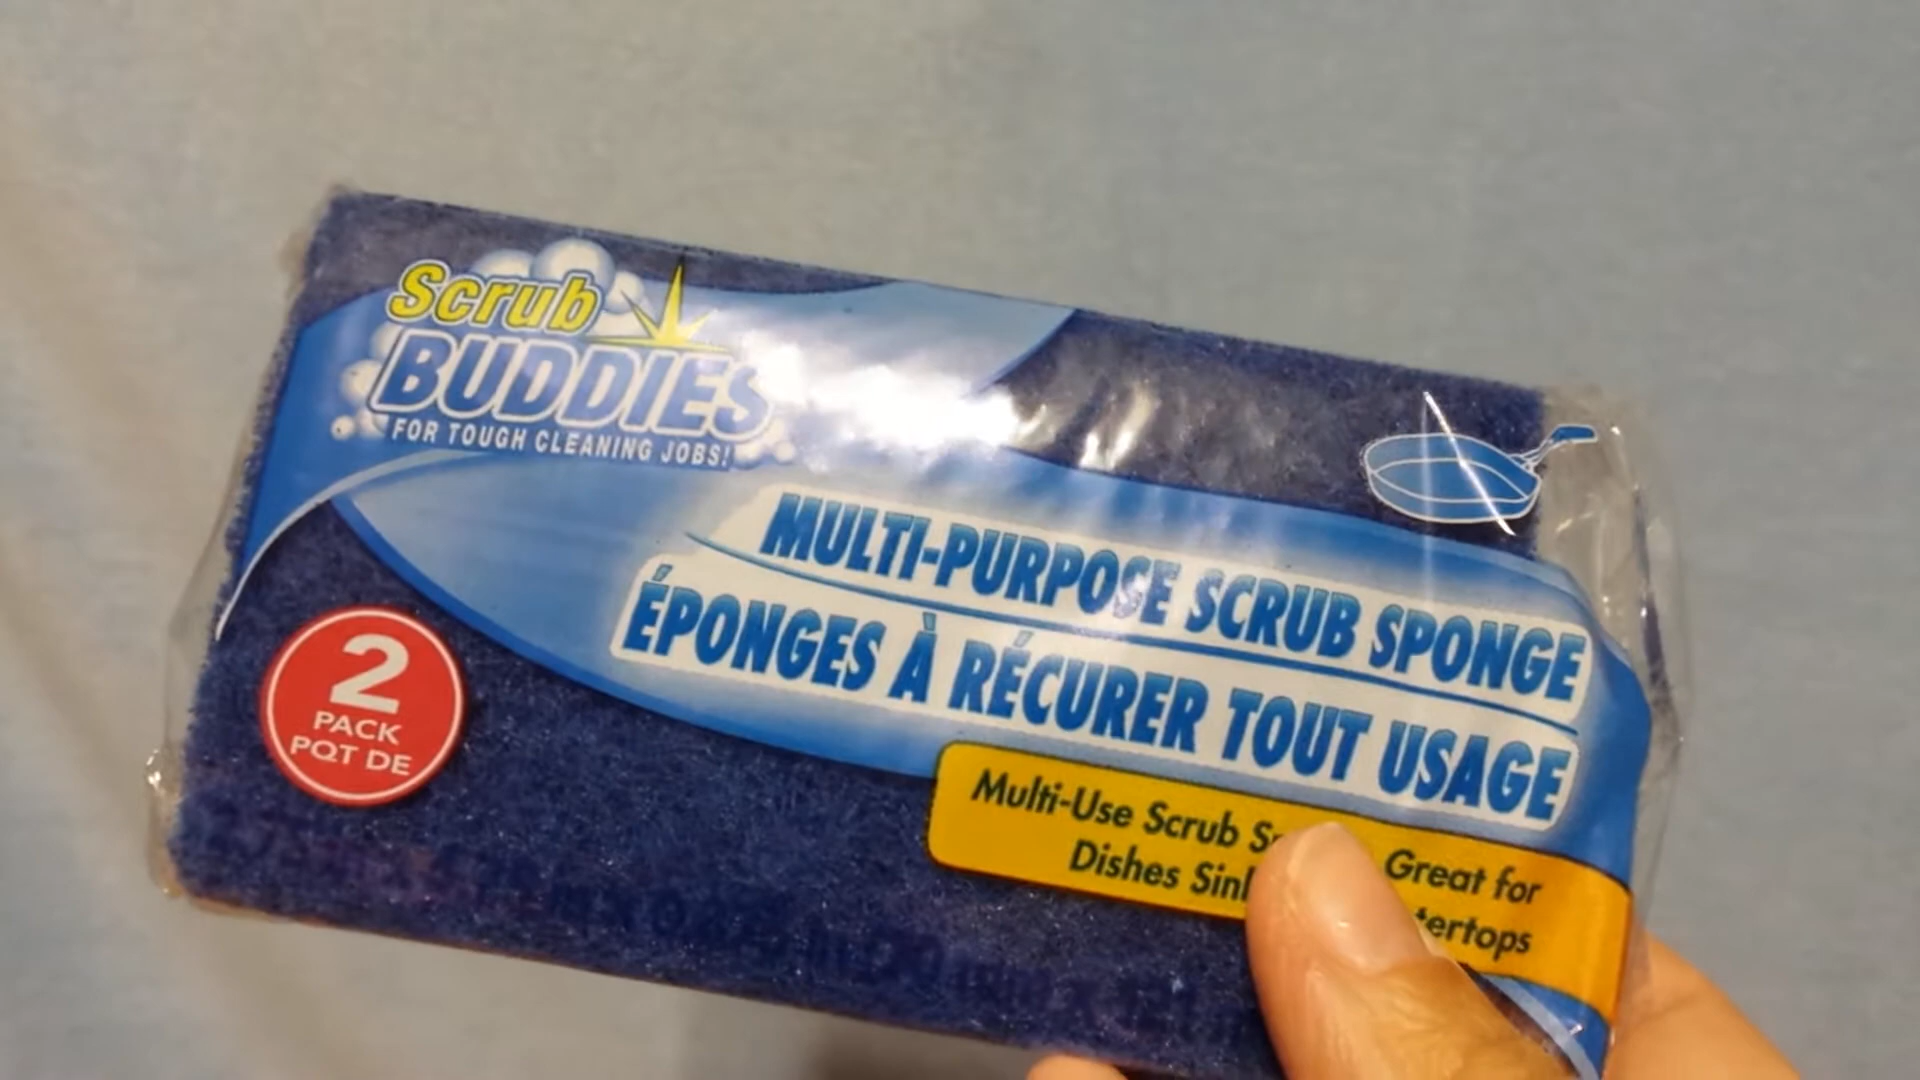 Scrub
BUDDIES
FOR TOUGH CLEANING JOBS!
MULTI-PURPOSE SCRUB SPONGE
ÉPONGES À RÉCURER TOUT USAGE
2
PACK
PQT DE
Multi-Use Scrub Great for
Dishes